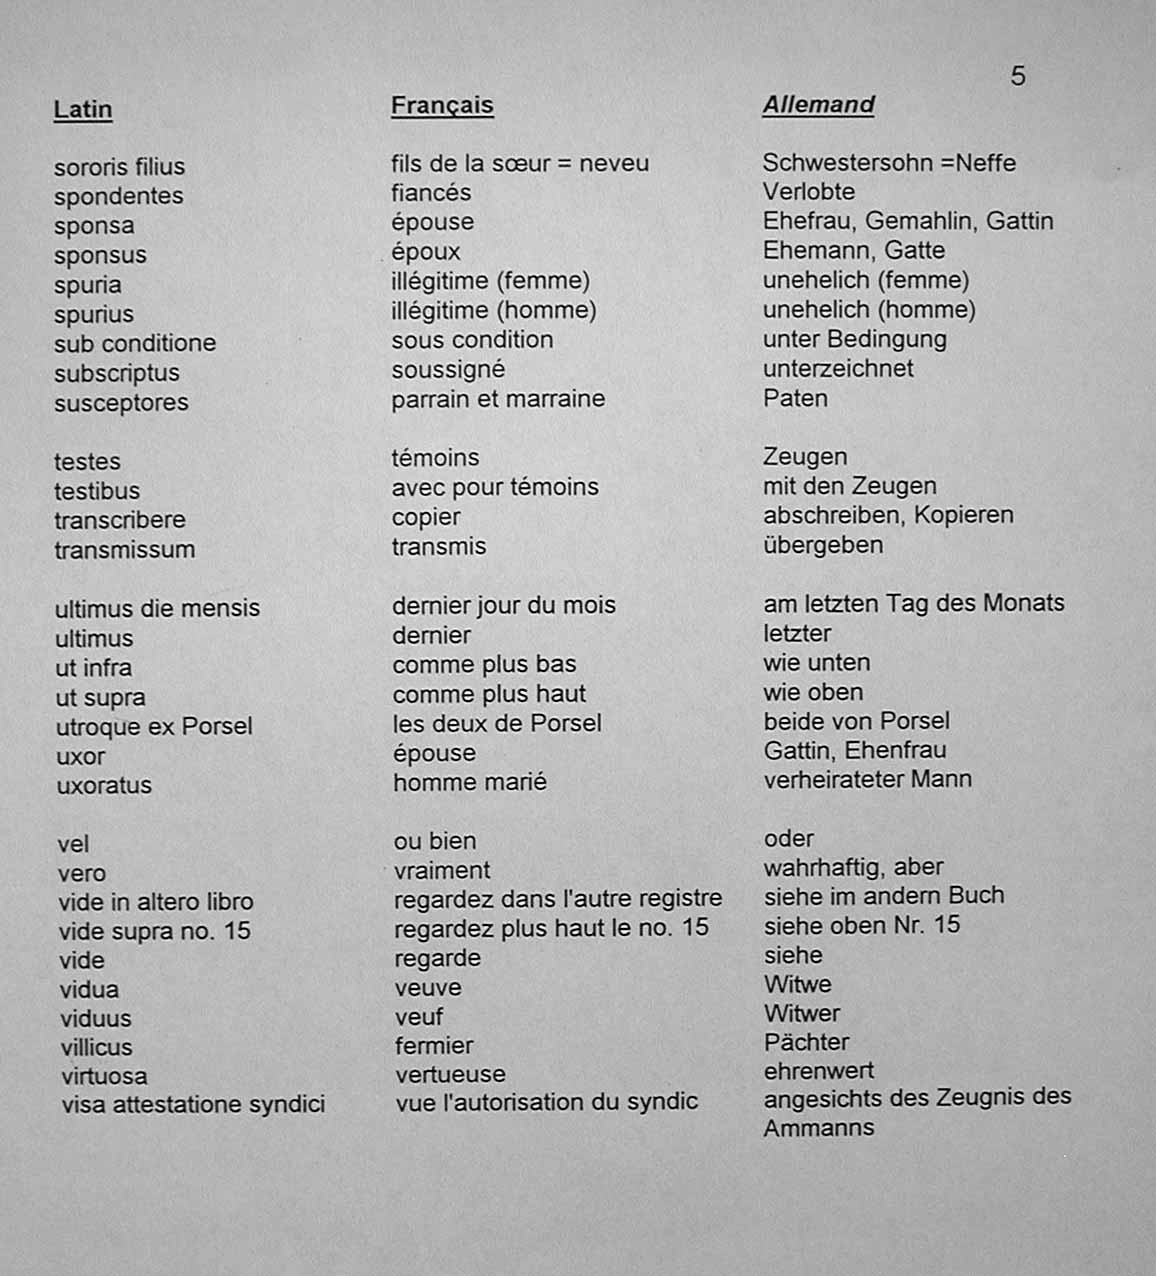 5
Latin Français Allemand
sororis filius fils de la sœur = neveu Schwestersohn =Neffe
spondentes fiancés Verlobte
sponsa épouse Ehefrau, Gemahlin, Gattin
sponsus époux Ehemann, Gatte
spuria illégitime (femme) unehelich (femme)
spurius illégitime (homme) unehelich (homme)
sub conditione sous condition unter Bedingung
subscriptus soussigné unterzeichnet
susceptores parrain et marraine Paten
testes témoins Zeugen
testibus avec pour témoins mit den Zeugen
transcribere copier abschreiben, Kopieren
transmissum transmis übergeben
ultimus die mensis dernier jour du mois am letzten Tag des Monats
ultimus dernier letzter
ut infra comme plus bas wie unten
ut supra comme plus haut wie oben
utroque ex Porsel les deux de Porsel beide von Porsel
uxor épouse Gattin, Ehenfrau
uxoratus homme marié verheirateter Mann
vel ou bien oder
vero vraiment wahrhaftig, aber
vide in altero libro regardez dans l'autre registre siehe im andern Buch
vide supra no. 15 regardez plus haut le no. 15 siehe oben Nr. 15
vide regarde siehe
vidua veuve Witwe
viduus veuf Witwer
villicus fermier Pächter
virtuosa vertueuse ehrenwert
visa attestatione syndici vue l'autorisation du syndic angesichts des Zeugnis des
Ammanns